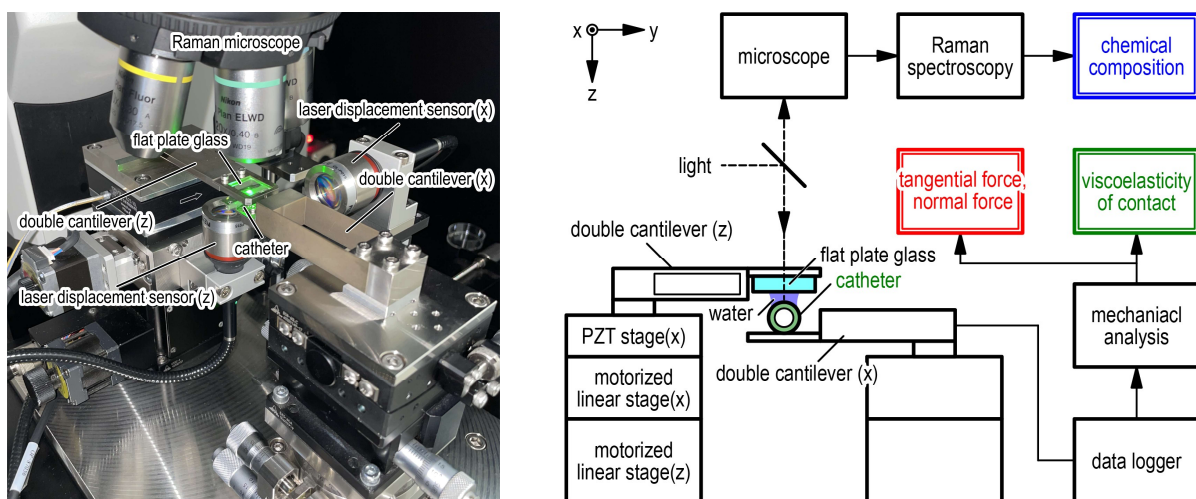 Raman microscope
Fluor
Nikon
Plan ELWD
laser displacement sensor (x)
flat plate glass
double cantilever (x)
double cantilever (z)
catheter
laser displacement sensor (z)
x
y
z
microscope
Raman
spectroscopy
chemical
composition
light
tangential force,
normal force
viscoelasticity
of contact
double cantilever (z)
flat plate glass
catheter
water
PZT stage(x)
double cantilever (x)
motorized
linear stage(x)
motorized
linear stage(z)
mechaniacl
analysis
data logger